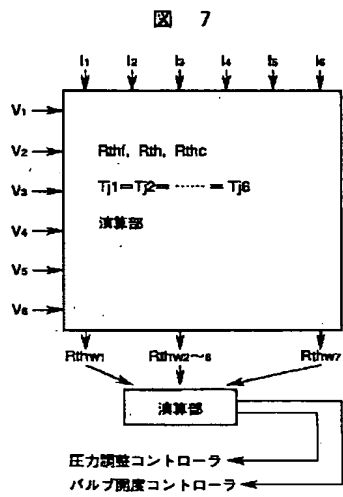 図 7
I1 I2 I3 I4 I5 I6
V1
V2
Rthf, Rth, Rthc
V3
Tj1=Tj2= ‥‥‥ = Tj6
V4
演算部
V5
V6
Rthw1 Rthw2〜6 Rthw7
演算部
圧力調整コントローラ
バルブ開度コントローラ